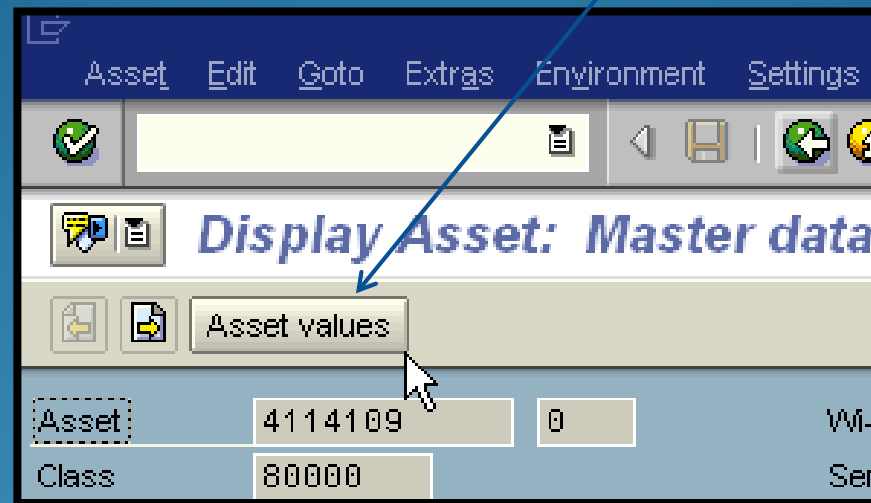 Asset Edit Goto Extras Environment Settings
Display Asset: Master data
Asset values
Asset 4114109 0
Class 80000